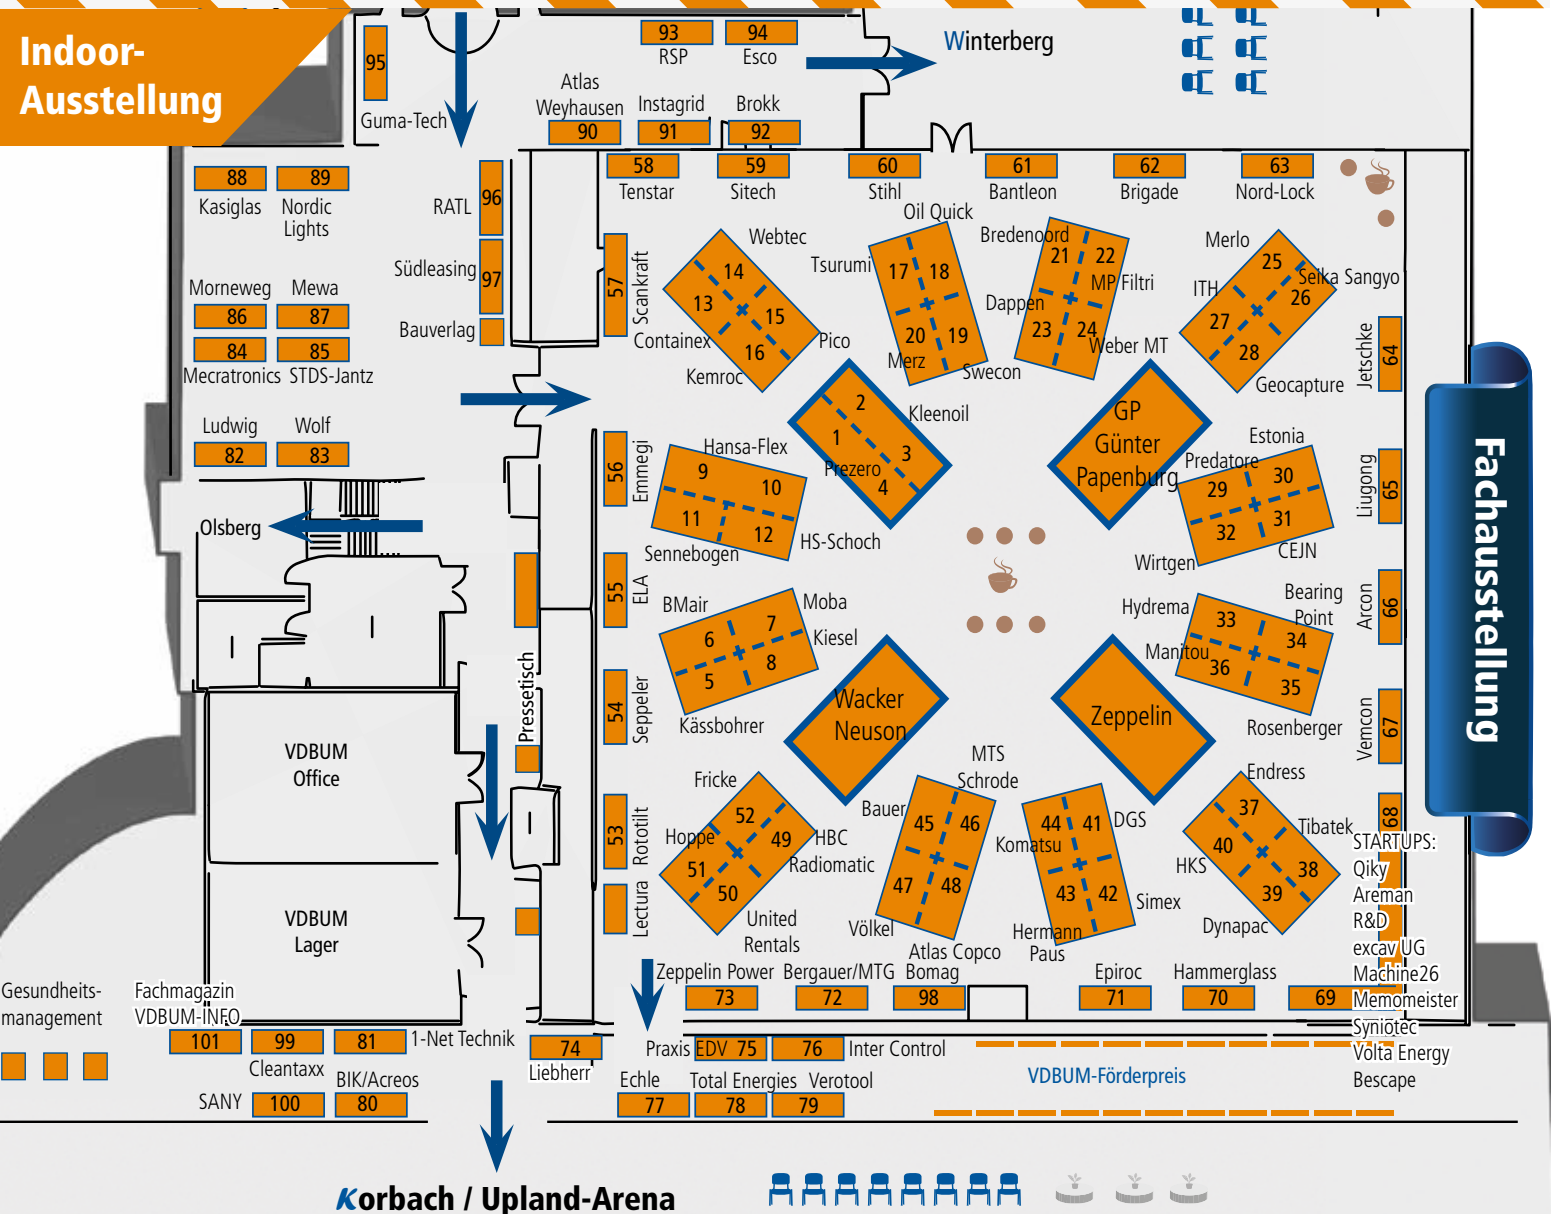 Indoor-
Ausstellung
95
Guma-Tech
93
RSP
94
Esco
Winterberg
Atlas
Weyhausen
90
Instagrid
91
Brokk
92
88
Kasiglas
89
Nordic
Lights
RATL
96
Südleasing
97
Bauverlag
Morneweg
86
Mewa
87
84
Mecratronics
85
STDS-Jantz
Ludwig
82
Wolf
83
Olsberg
58
Tenstar
59
Sitech
60
Stihl
61
Bantleon
62
Brigade
63
Nord-Lock
57
Scankraft
Webtec
14
13
15
16
Containex
Pico
Kemroc
Oil Quick
Tsurumi
17
18
20
19
Merz
Swecon
Bredenoord
21
22
MP Filtri
Dappen
23
24
Weber MT
Merlo
25
Seika Sangyo
ITH
26
27
28
Geocapture
Jetschke
64
2
Kleenoil
1
3
Prezero
4
GP
Günter
Papenburg
56
Emmegi
Hansa-Flex
9
10
11
12
Sennebogen
HS-Schoch
Estonia
Predatore
30
29
32
31
Wirtgen
CEJN
Liugong
65
Fachausstellung
55
ELA
BMair
Moba
6
7
Kiesel
5
8
Kässbohrer
Hydrema
Bearing
Point
33
34
Manitou
36
35
Rosenberger
Arcon
66
54
Seppeler
Pressetisch
Wacker
Neuson
Zeppelin
Vemcon
67
VDBUM
Office
VDBUM
Lager
Fricke
52
Hoppe
49
HBC
Radiomatic
51
50
United
Rentals
53
Rototilt
Lectura
MTS
Schrode
Bauer
45
46
47
48
Völkel
Atlas Copco
44
41
DGS
Komatsu
43
42
Simex
Hermann
Paus
Endress
37
Tibatek
40
HKS
38
39
Dynapac
68
STARTUPS:
Qiky
Areman
R&D
excav UG
Machine26
Memomeister
Syniotec
Volta Energy
Bescape
Zeppelin Power
73
Bergauer/MTG
72
Bomag
98
Epiroc
71
Hammerglass
70
69
Gesundheits-
management
Fachmagazin
VDBUM-INFO
101
99
Cleantaxx
81
1-Net Technik
SANY
100
BIK/Acreos
80
74
Liebherr
Praxis EDV 75
76
Inter Control
Echle
77
Total Energies
78
Verotool
79
VDBUM-Förderpreis
Korbach / Upland-Arena